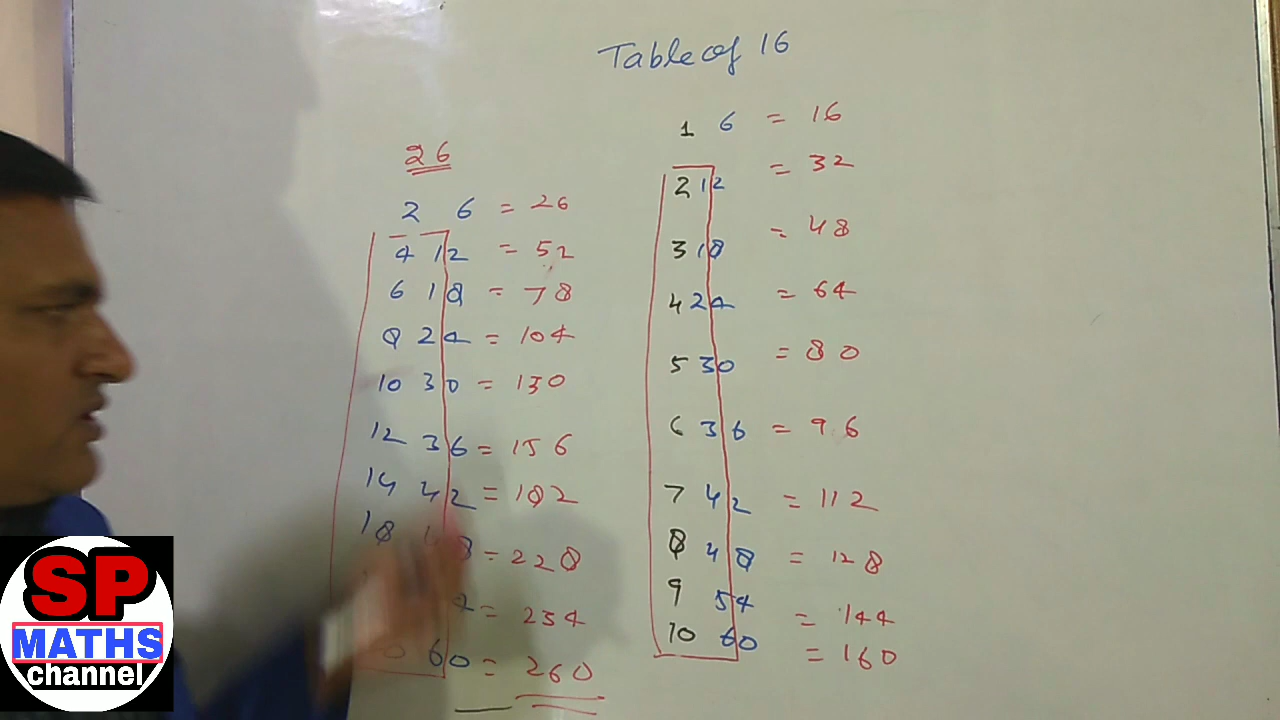 Table of 16
26
2 6 = 26
4 12 = 52
6 18 = 78
8 24 = 104
10 30 = 130
12 36 = 156
14 42 = 182
18 = 228
= 234
60 = 260
1 6 = 16
2 12 = 32
3 18 = 48
4 24 = 64
5 30 = 80
6 36 = 96
7 42 = 112
8 48 = 128
9 54 = 144
10 60 = 160
SP
MATHS
channel